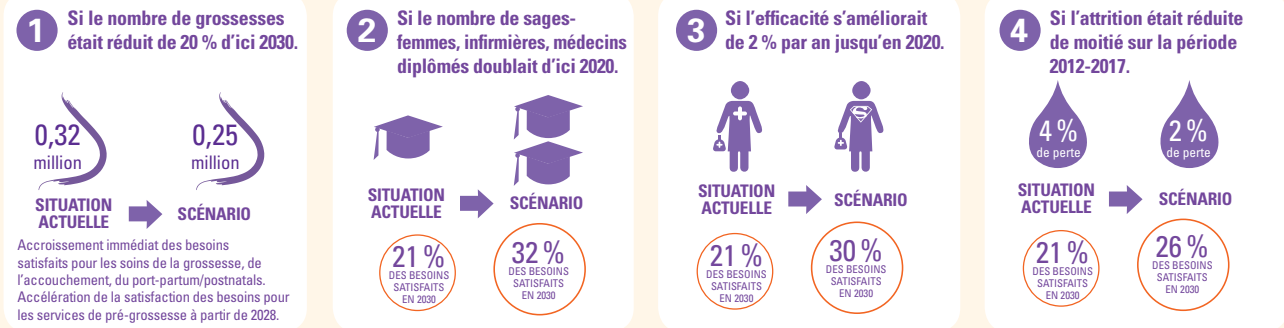 1
Si le nombre de grossesses
était réduit de 20 % d'ici 2030.
0,32
million
0,25
million
SITUATION
ACTUELLE
SCÉNARIO
Accroissement immédiat des besoins
satisfaits pour les soins de la grossesse, de
l'accouchement, du port-partum/postnatals.
Accélération de la satisfaction des besoins pour
les services de pré-grossesse à partir de 2028.
2
Si le nombre de sages-
femmes, infirmières, médecins
diplômés doublait d'ici 2020.
SITUATION
ACTUELLE
SCÉNARIO
21 %
DES BESOINS
SATISFAITS
EN 2030
32 %
DES BESOINS
SATISFAITS
EN 2030
3
Si l'efficacité s'améliorait
de 2 % par an jusqu'en 2020.
S
SITUATION
ACTUELLE
SCÉNARIO
21 %
DES BESOINS
SATISFAITS
EN 2030
30 %
DES BESOINS
SATISFAITS
EN 2030
4
Si l'attrition était réduite
de moitié sur la période
2012-2017.
4 %
de perte
2 %
de perte
SITUATION
ACTUELLE
SCÉNARIO
21 %
DES BESOINS
SATISFAITS
EN 2030
26 %
DES BESOINS
SATISFAITS
EN 2030